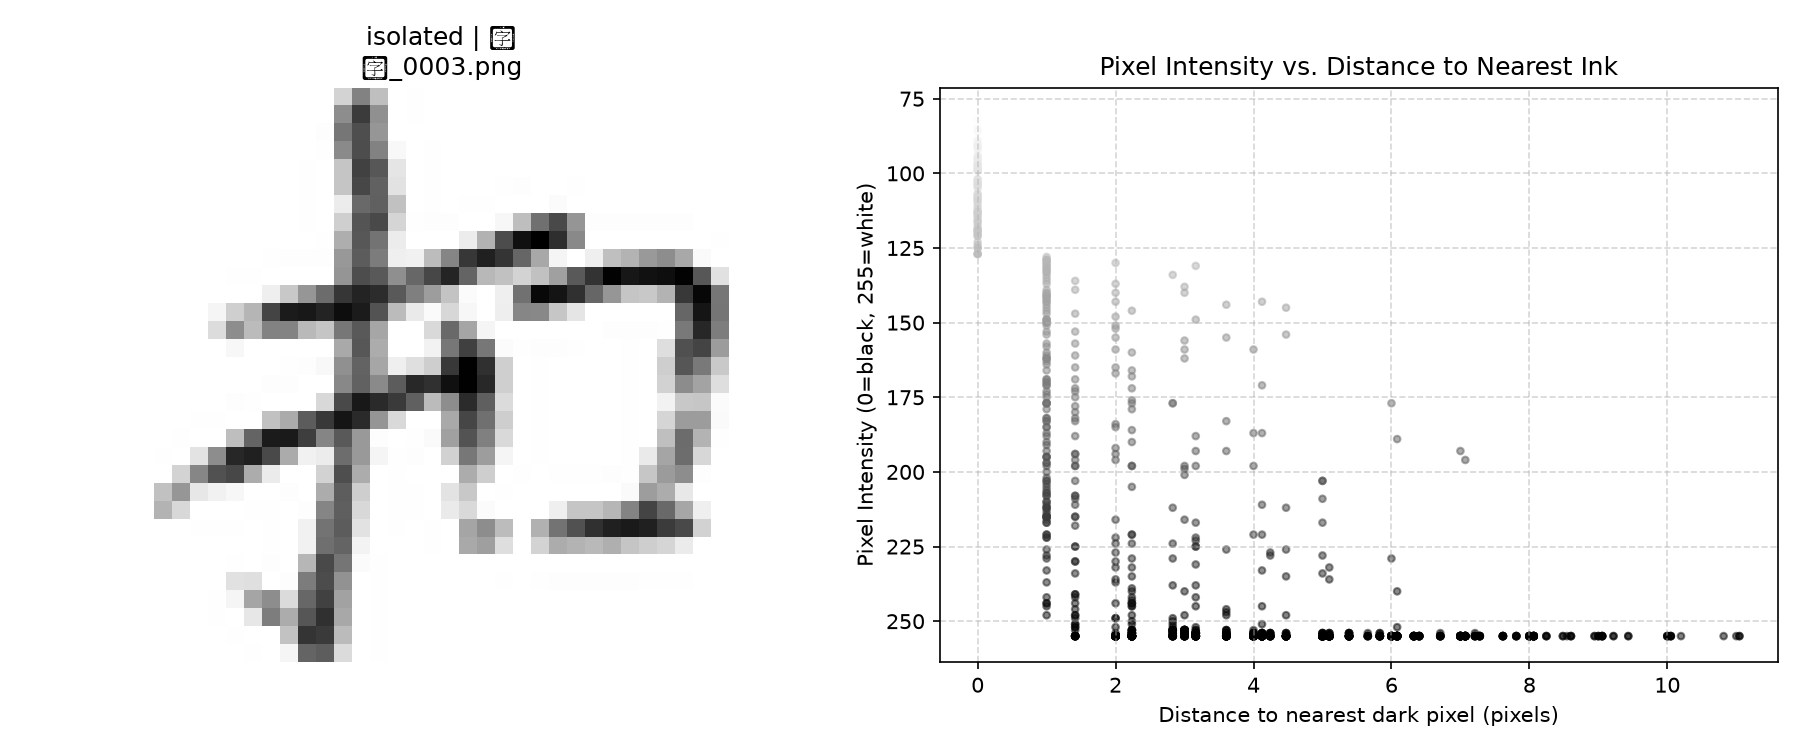 isolated |
_0003.png
扣
Pixel Intensity vs. Distance to Nearest Ink
Pixel Intensity (0=black, 255=white)
75
100
125
150
175
200
225
250
0 2 4 6 8 10
Distance to nearest dark pixel (pixels)